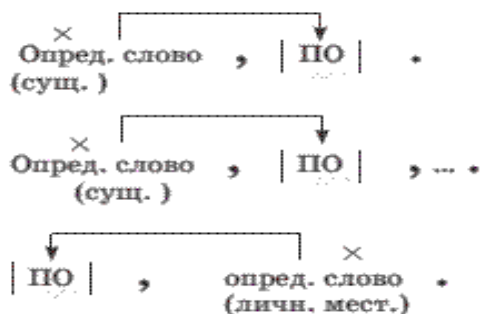 Опред. слово , | ПО | .
(сущ. )
Опред. слово , | ПО | , ... .
(сущ. )
| ПО | , опред. слово .
(личн. мест.)